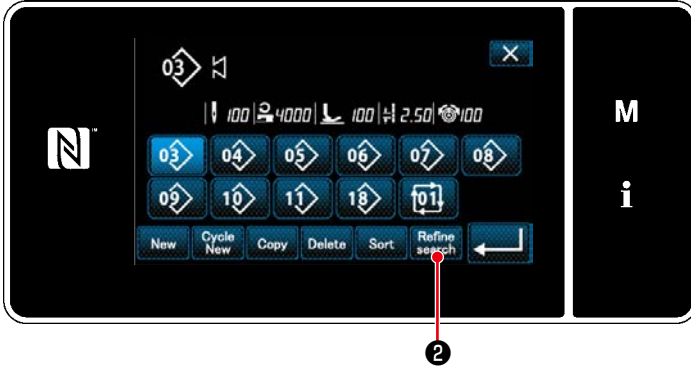 03
100 4000 100 2.50 100
M
N™
03 04 05 06 07 08
i
09 10 11 18 01
New Cycle New Copy Delete Sort Refine search
2